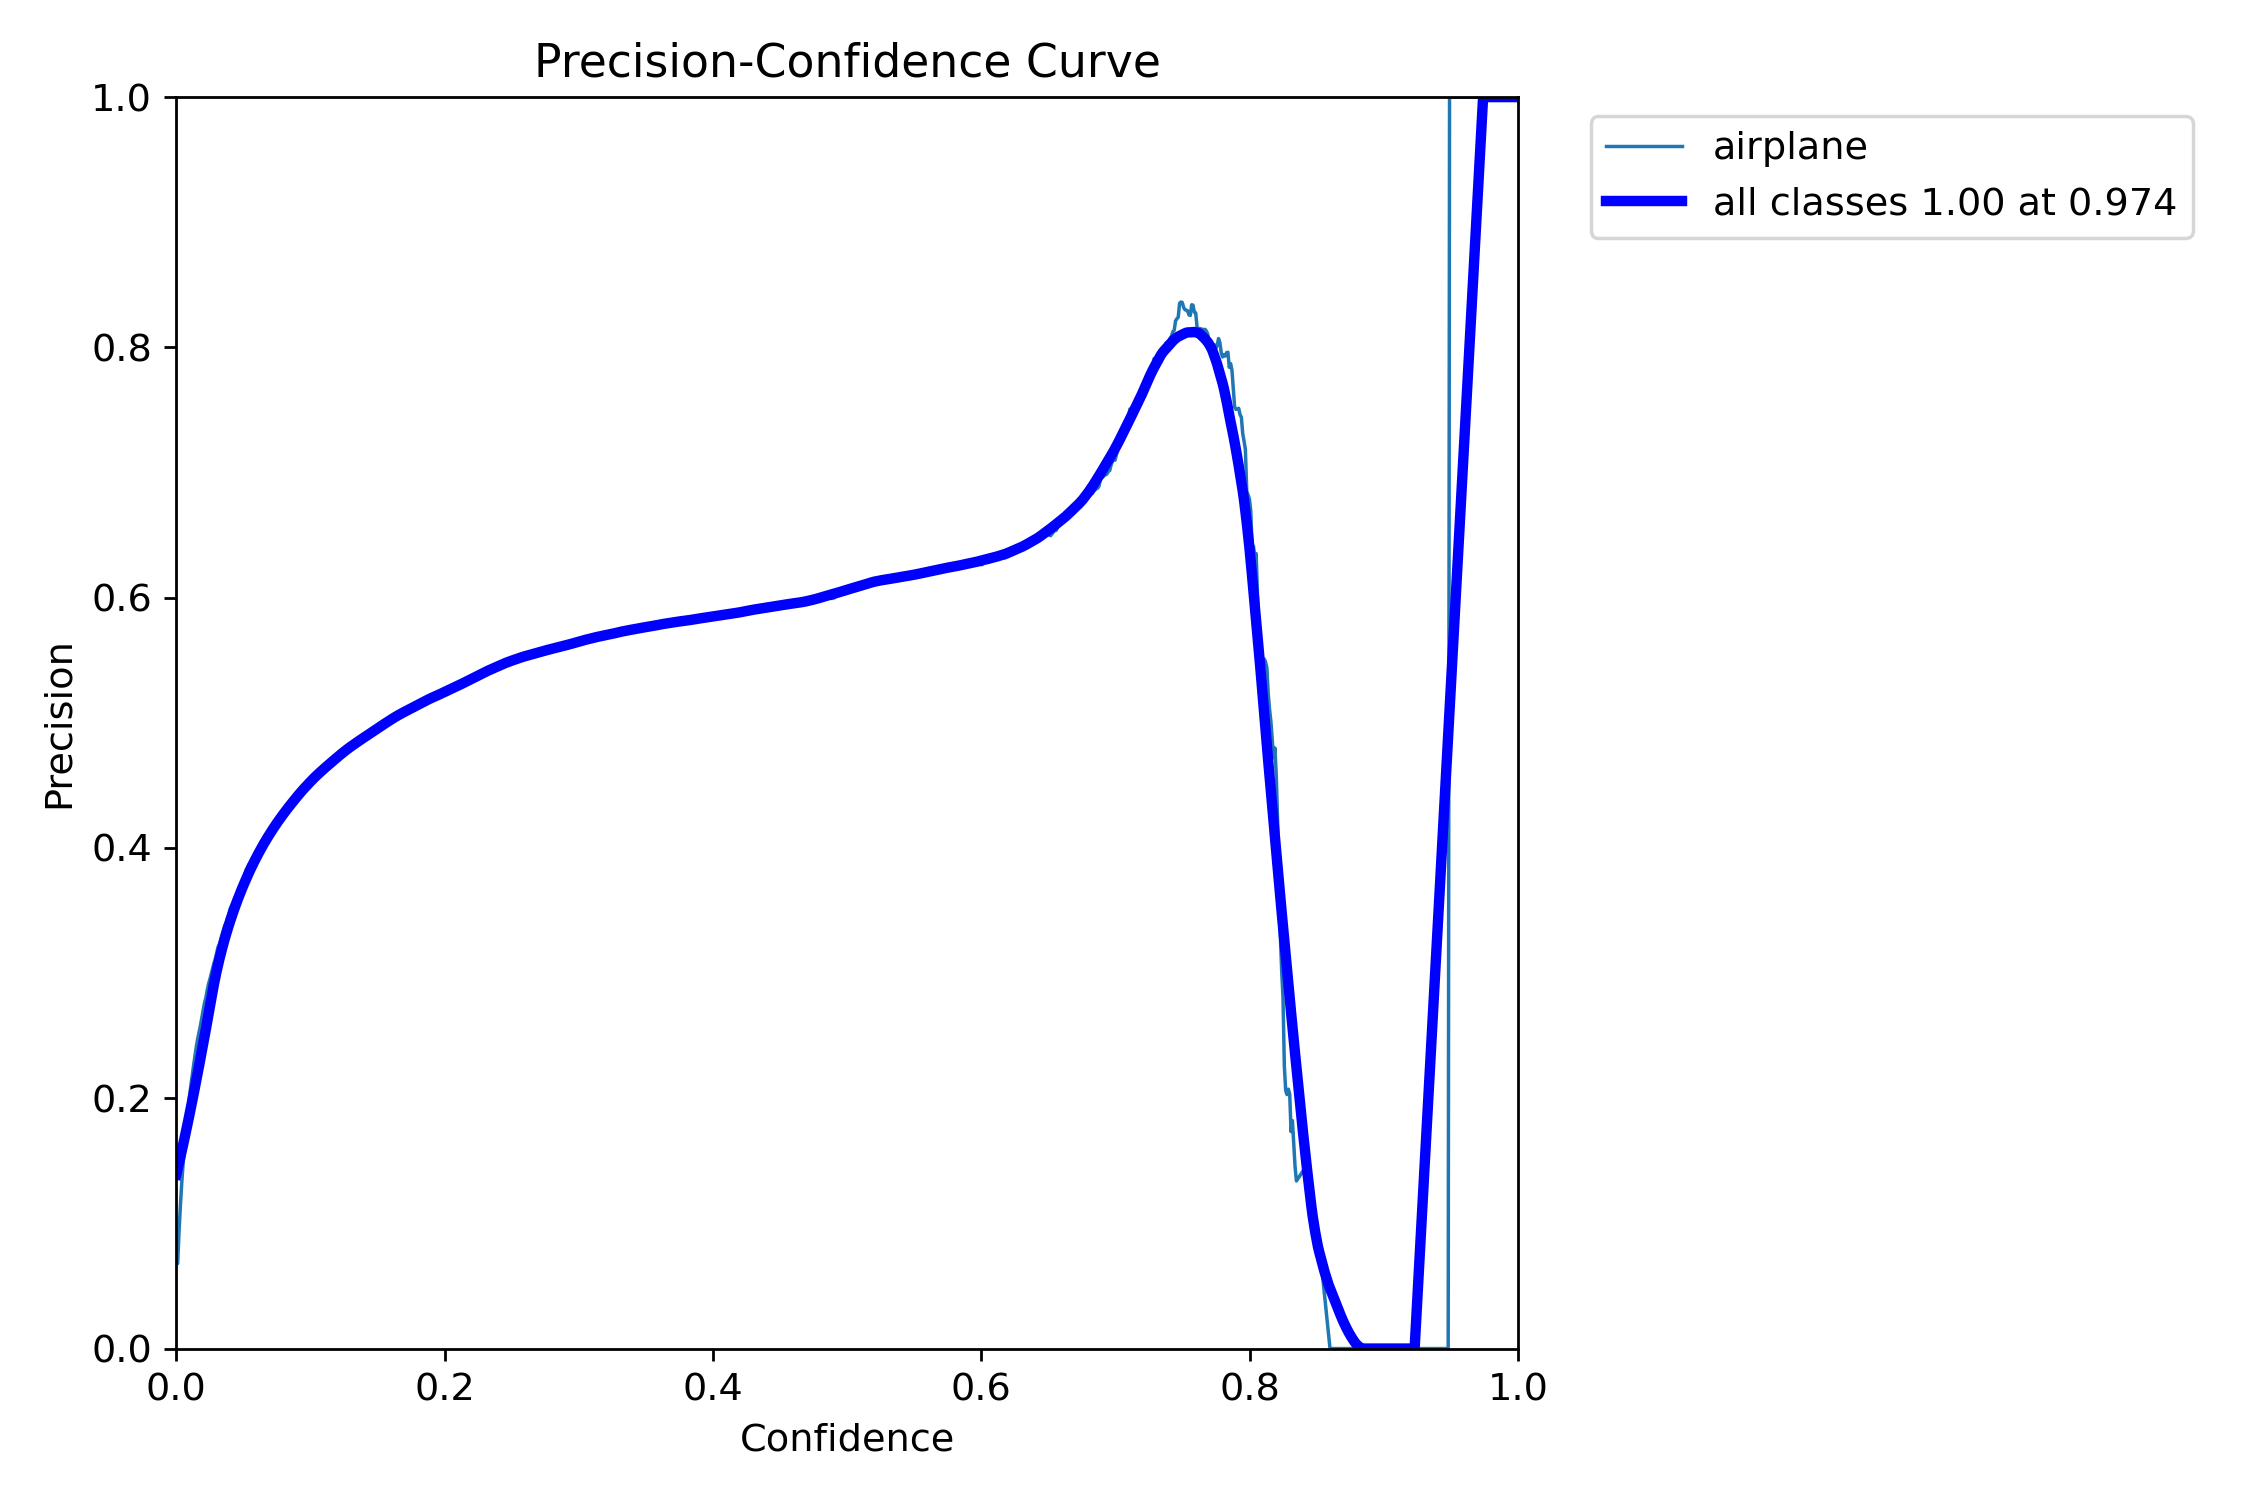 Precision-Confidence Curve
1.0
0.8
0.6
0.4
0.2
0.0
Precision
0.0 0.2 0.4 0.6 0.8 1.0
Confidence
airplane
all classes 1.00 at 0.974